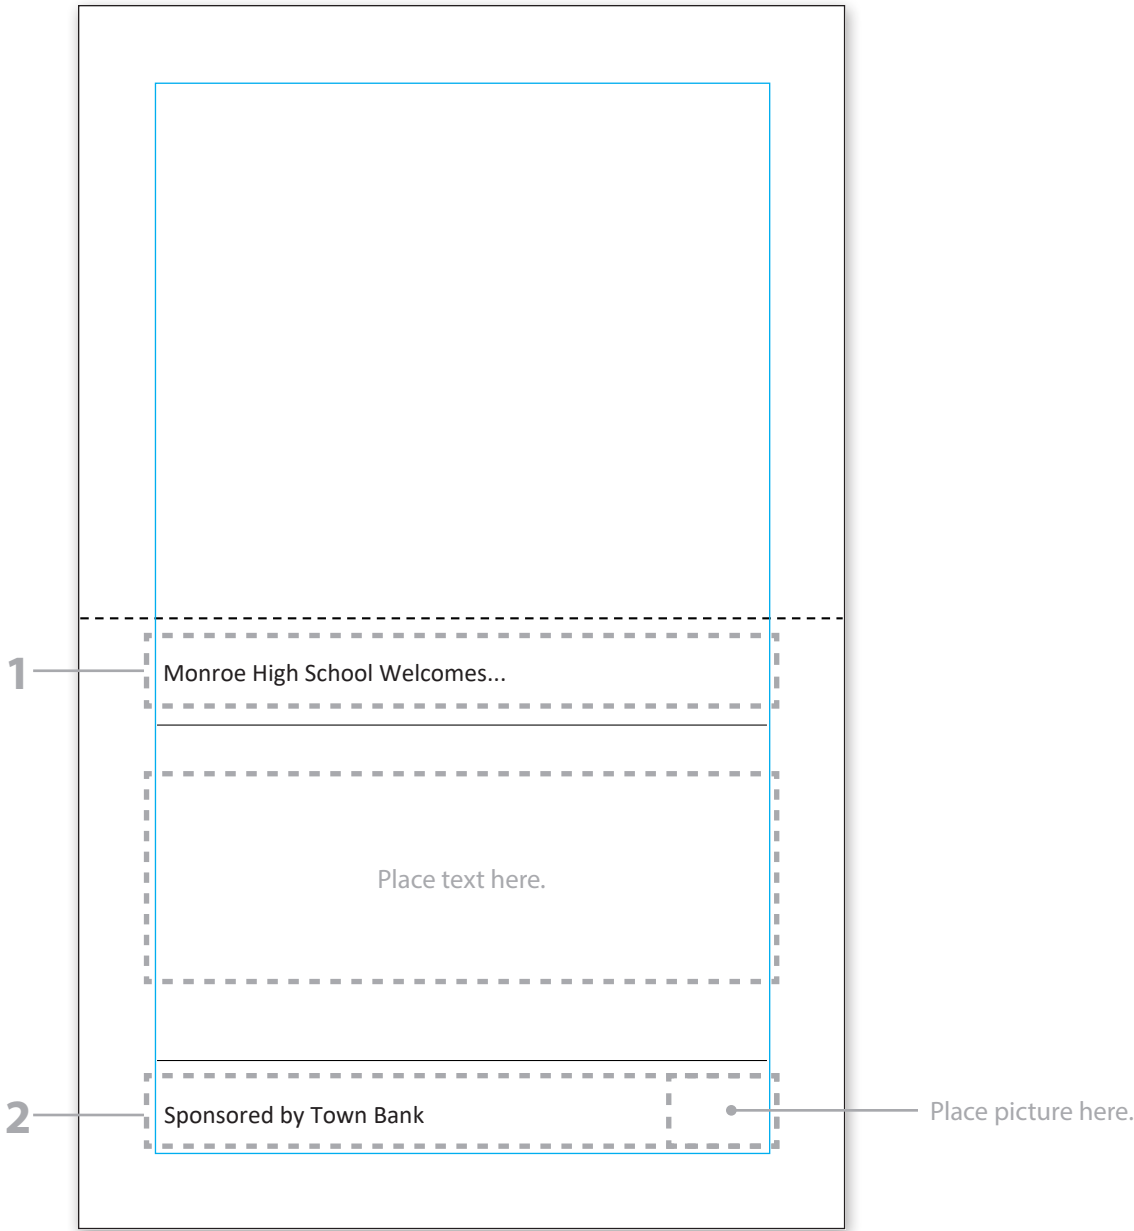 1
Monroe High School Welcomes...
Place text here.
2
Sponsored by Town Bank
Place picture here.